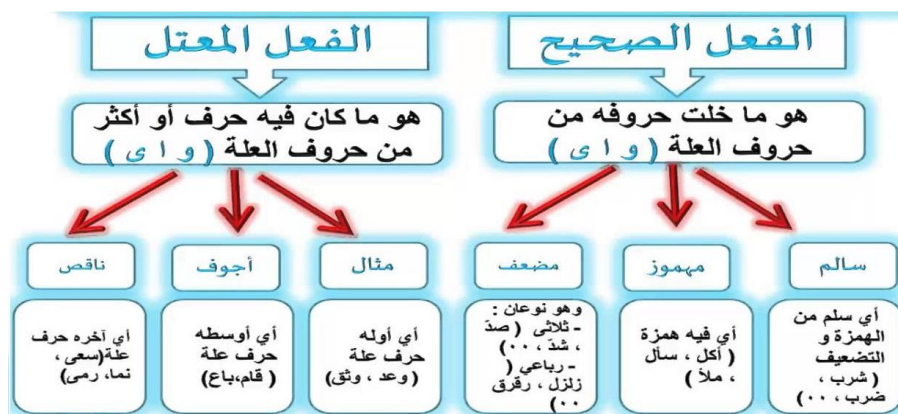 الفعل الصحيح
الفعل المعتل
هو ما خلت حروفه من
حروف العلة ( و ا ى )
هو ما كان فيه حرف أو أكثر
من حروف العلة ( و ا ى )
سالم
مهموز
مضعف
مثال
أجوف
ناقص
أي سلم من
الهمزة و
التضعيف
( شرب ،
ضرب ، ٠٠)
أي فيه همزة
( أكل ، سأل
، ملأ )
وهو نوعان :
- ثلاثى ( صدّ
، شدّ ، ٠٠)
- رباعي (
زلزل ، رقرق
٠٠)
أي أوله
حرف علة
( وعد ، وثق)
أي أوسطه
حرف علة
( قام،باع)
أي آخره حرف
علة(سعى ،
نما، رمى)